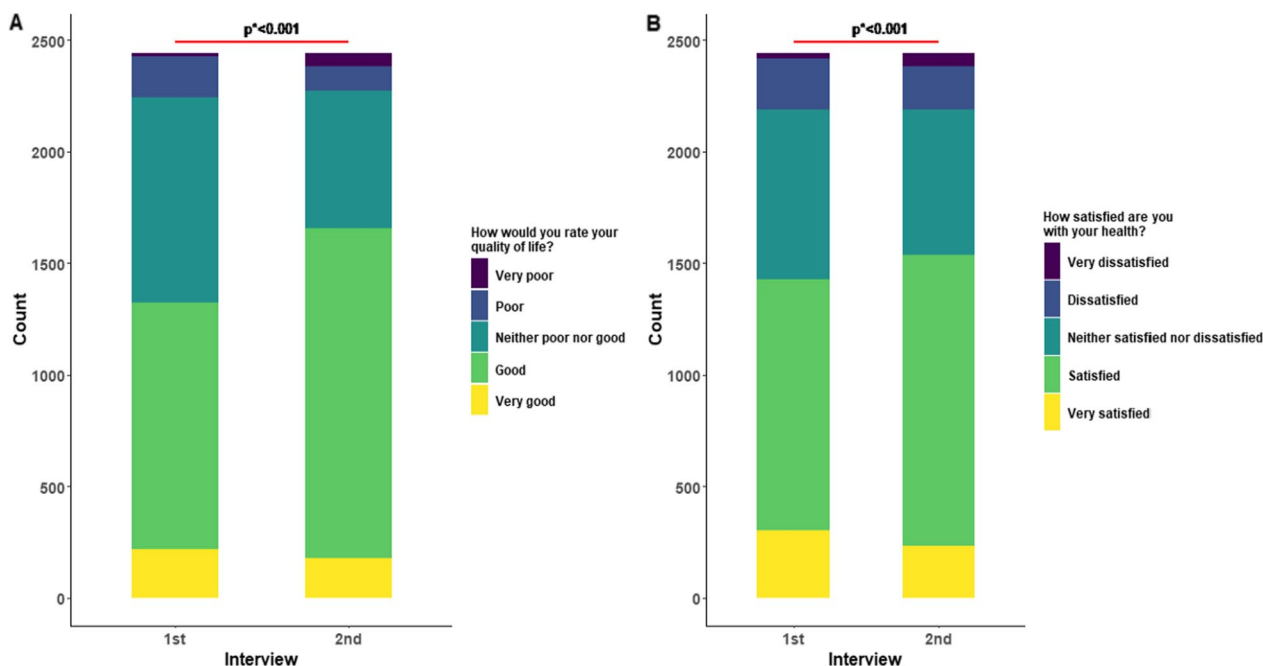 A
p*<0.001
2500
2000
1500
1000
500
0
Count
1st
2nd
Interview
How would you rate your
quality of life?
Very poor
Poor
Neither poor nor good
Good
Very good
B
p*<0.001
2500
2000
1500
1000
500
0
Count
1st
2nd
Interview
How satisfied are you
with your health?
Very dissatisfied
Dissatisfied
Neither satisfied nor dissatisfied
Satisfied
Very satisfied